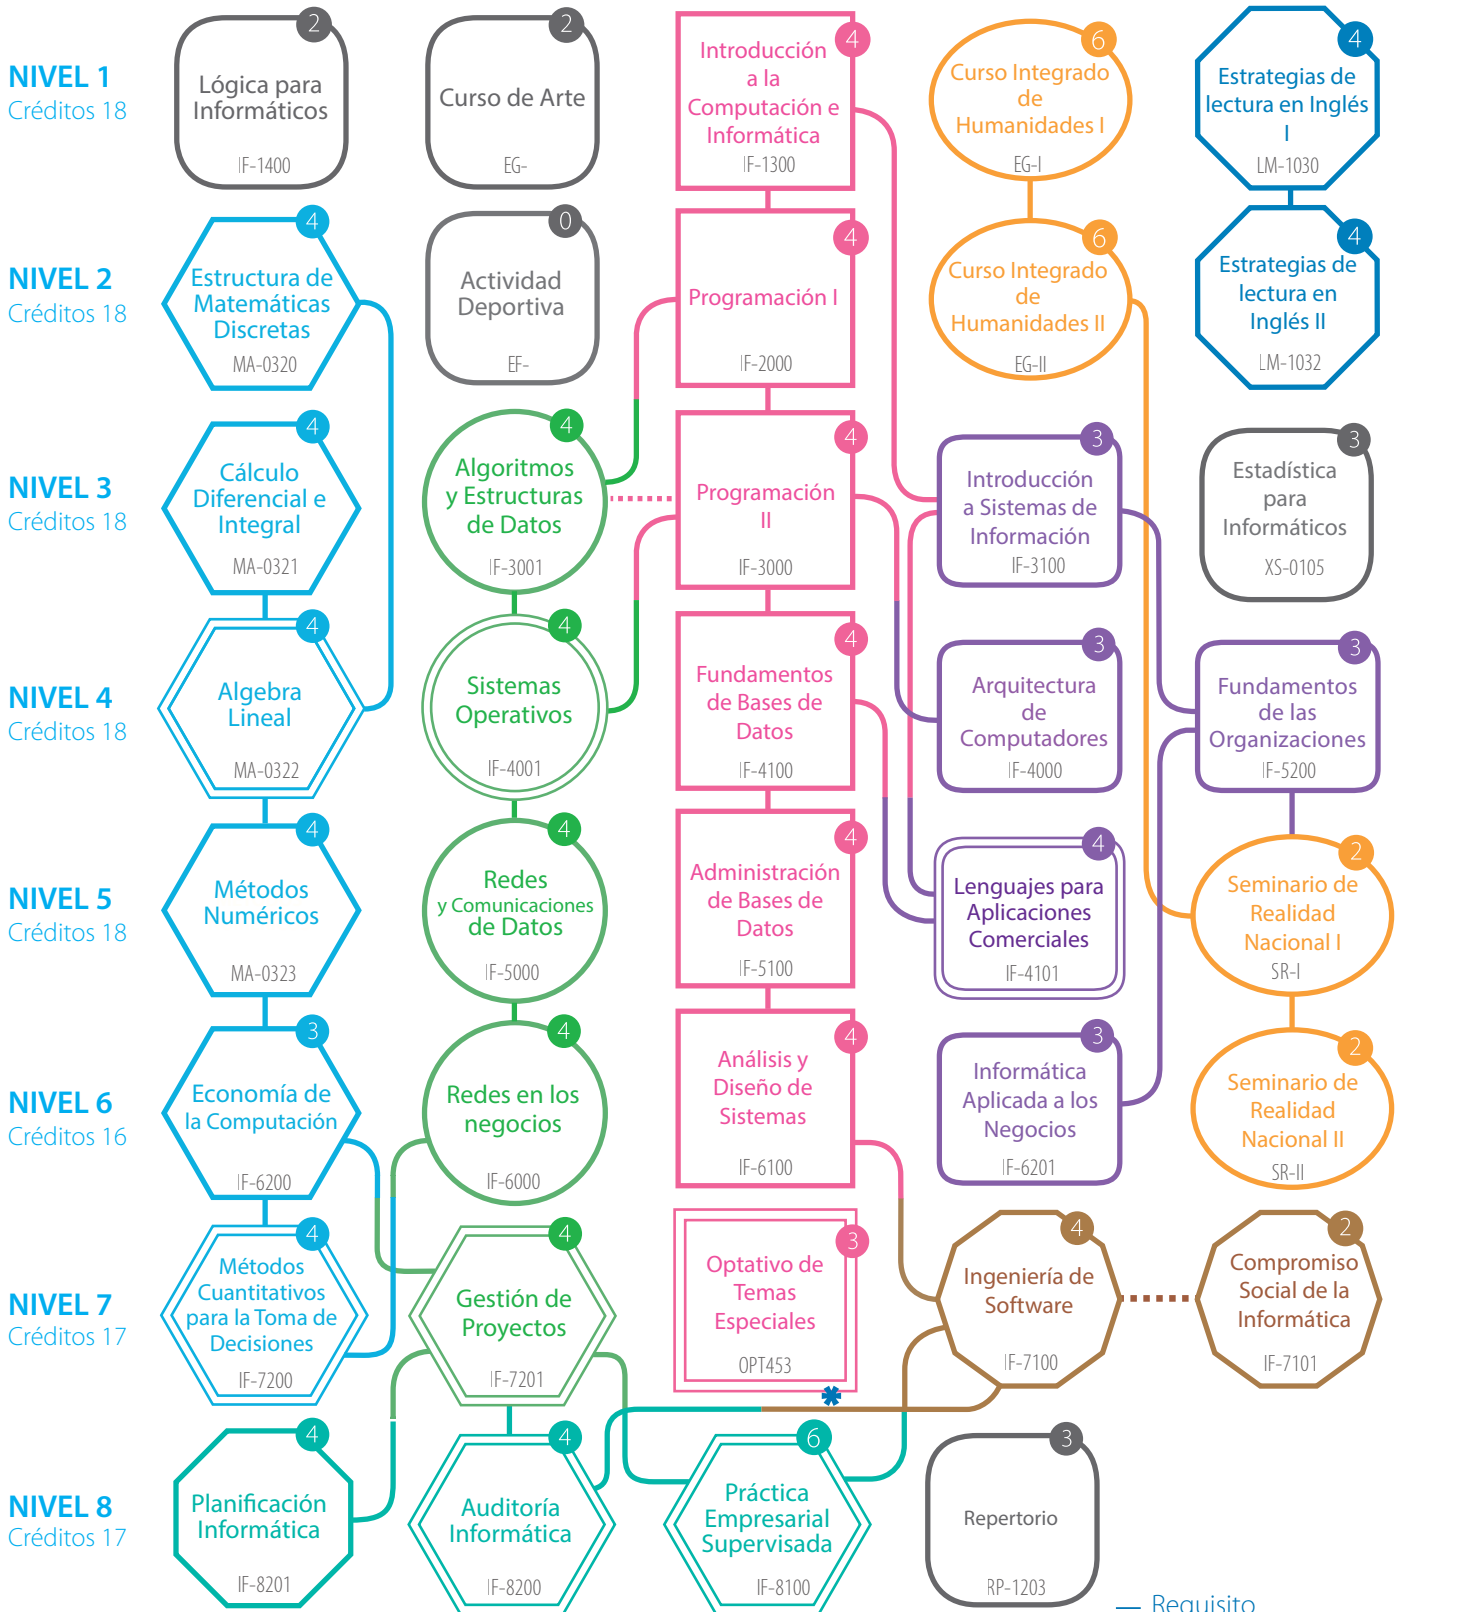 NIVEL 1
Créditos 18
2
Lógica para
Informáticos
IF-1400
2
Curso de Arte
EG-
4
Introducción
a la
Computación e
Informática
IF-1300
6
Curso Integrado
de
Humanidades I
EG-I
4
Estrategias de
lectura en Inglés
I
LM-1030
NIVEL 2
Créditos 18
4
Estructura de
Matemáticas
Discretas
MA-0320
0
Actividad
Deportiva
EF-
4
Programación I
IF-2000
6
Curso Integrado
de
Humanidades II
EG-II
4
Estrategias de
lectura en
Inglés II
LM-1032
NIVEL 3
Créditos 18
4
Cálculo
Diferencial e
Integral
MA-0321
4
Algoritmos
y Estructuras
de Datos
IF-3001
4
Programación
II
IF-3000
3
Introducción
a Sistemas de
Información
IF-3100
3
Estadística
para
Informáticos
XS-0105
NIVEL 4
Créditos 18
4
Algebra
Lineal
MA-0322
4
Sistemas
Operativos
IF-4001
4
Fundamentos
de Bases de
Datos
IF-4100
3
Arquitectura
de
Computadores
IF-4000
3
Fundamentos
de las
Organizaciones
IF-5200
NIVEL 5
Créditos 18
4
Métodos
Numéricos
MA-0323
4
Redes
y Comunicaciones
de Datos
IF-5000
4
Administración
de Bases de
Datos
IF-5100
4
Lenguajes para
Aplicaciones
Comerciales
IF-4101
2
Seminario de
Realidad
Nacional I
SR-I
NIVEL 6
Créditos 16
3
Economía de
la Computación
IF-6200
4
Redes en los
negocios
IF-6000
4
Análisis y
Diseño de
Sistemas
IF-6100
3
Informática
Aplicada a los
Negocios
IF-6201
2
Seminario de
Realidad
Nacional II
SR-II
NIVEL 7
Créditos 17
4
Métodos
Cuantitativos
para la Toma de
Decisiones
IF-7200
4
Gestión de
Proyectos
IF-7201
3
Optativo de
Temas
Especiales
OPT453
4
Ingeniería de
Software
IF-7100
2
Compromiso
Social de la
Informática
IF-7101
NIVEL 8
Créditos 17
4
Planificación
Informática
IF-8201
4
Auditoría
Informática
IF-8200
*
6
Práctica
Empresarial
Supervisada
IF-8100
3
Repertorio
RP-1203
— Requisito